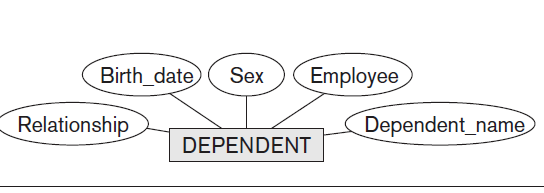 Birth_date
Sex
Employee
Relationship
Dependent_name
DEPENDENT